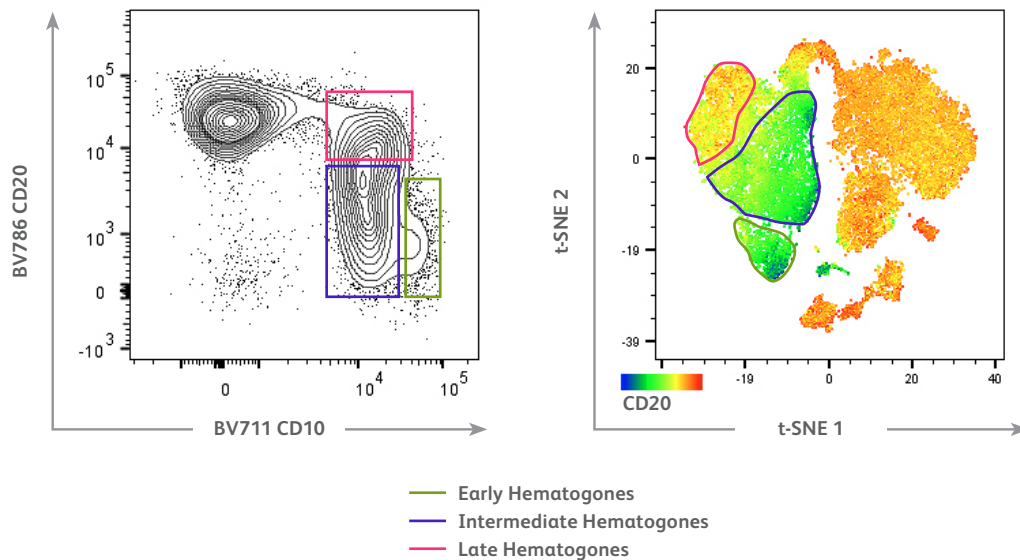 BV786 CD20
10^5
10^4
10^3
0
-10^3
0
10^4
10^5
BV711 CD10
t-SNE 2
20
0
-19
-39
-19
0
20
40
CD20
t-SNE 1
Early Hematogones
Intermediate Hematogones
Late Hematogones